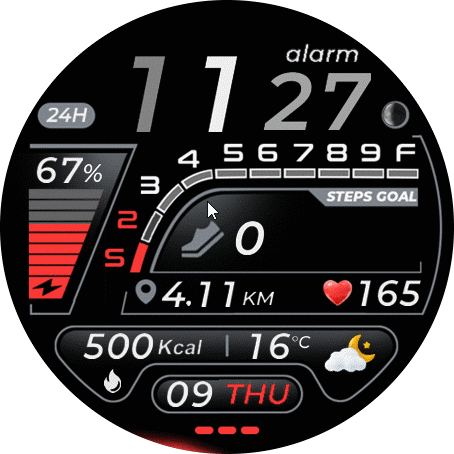 alarm
24H 11 27
67%
S 2 3 4 5 6 7 8 9 F
STEPS GOAL
0
4.11 KM 165
500 Kcal | 16°C
09 THU